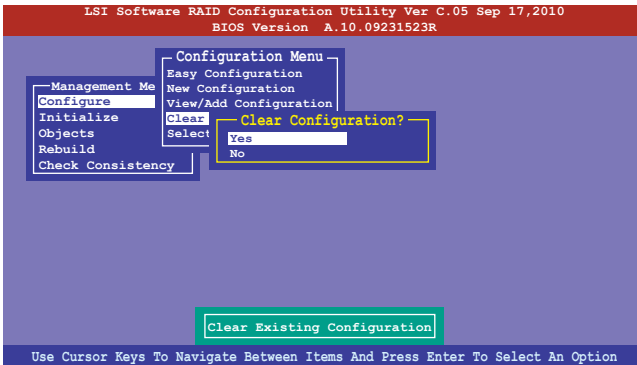 LSI Software RAID Configuration Utility Ver C.05 Sep 17,2010
BIOS Version A.10.09231523R
Configuration Menu
Easy Configuration
New Configuration
View/Add Configuration
Clear
Select
Management Me
Configure
Initialize
Objects
Rebuild
Check Consistency
Clear Configuration?
Yes
No
Clear Existing Configuration
Use Cursor Keys To Navigate Between Items And Press Enter To Select An Option